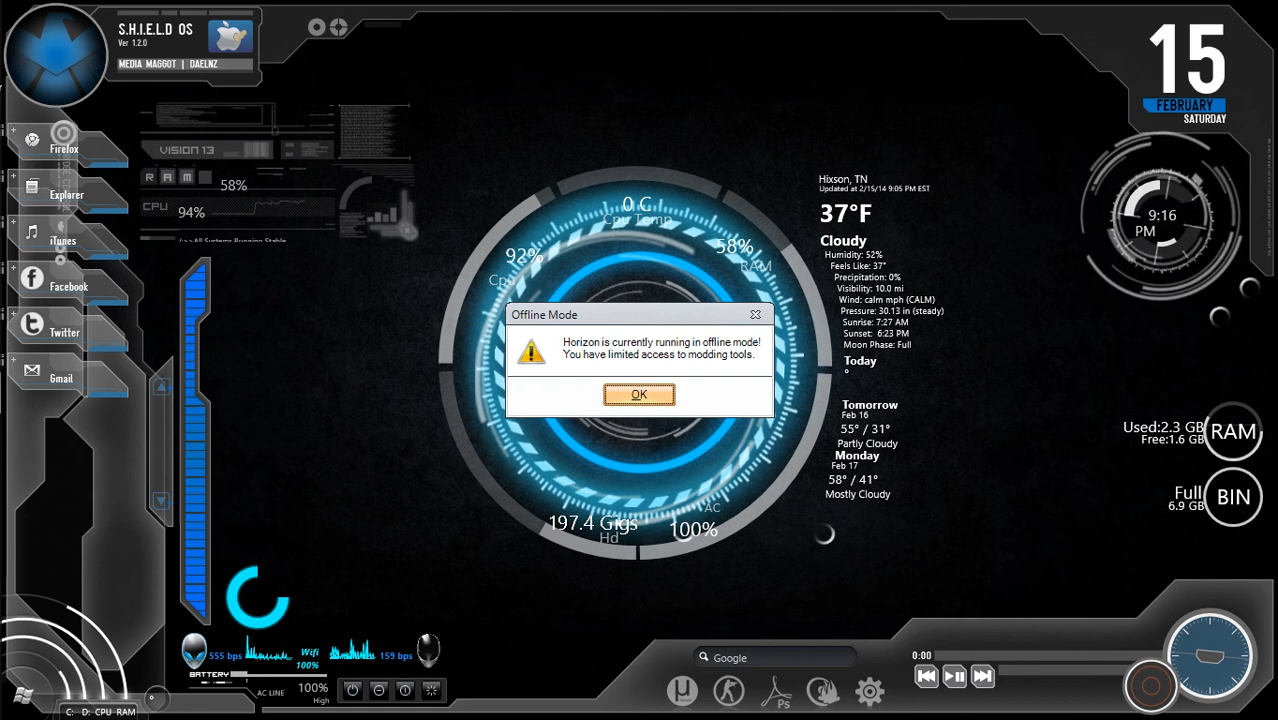 S.H.I.E.L.D OS
Ver 1.2.0
MEDIA MAGGOT | DAELNZ
15
FEBRUARY
SATURDAY
Firefox
Explorer
iTunes
Facebook
Twitter
Gmail
VISION 13
R A M
58%
CPU
94%
/>>All Systems Running Stable
0 C
Cpu Temp
92%
Cpu
58%
RAM
Offline Mode
Horizon is currently running in offline mode!
You have limited access to modding tools.
OK
197.4 Gigs
Hd
AC
100%
Hixson, TN
Updated at 2/15/14 9:05 PM EST
37°F
Cloudy
Humidity: 52%
Feels Like: 37°
Precipitation: 0%
Visibility: 10.0 mi
Wind: calm mph (CALM)
Pressure: 30.13 in (steady)
Sunrise: 7:27 AM
Sunset: 6:23 PM
Moon Phase: Full
Today
°
Tomorrow
Feb 16
55° / 31°
Partly Cloudy
Monday
Feb 17
58° / 41°
Mostly Cloudy
9:16
PM
Used:2.3 GB
Free:1.6 GB
RAM
Full
6.9 GB
BIN
555 bps
Wifi
100%
159 bps
BATTERY
AC LINE
100%
High
C: D: CPU RAM
Google
Ps
0:00